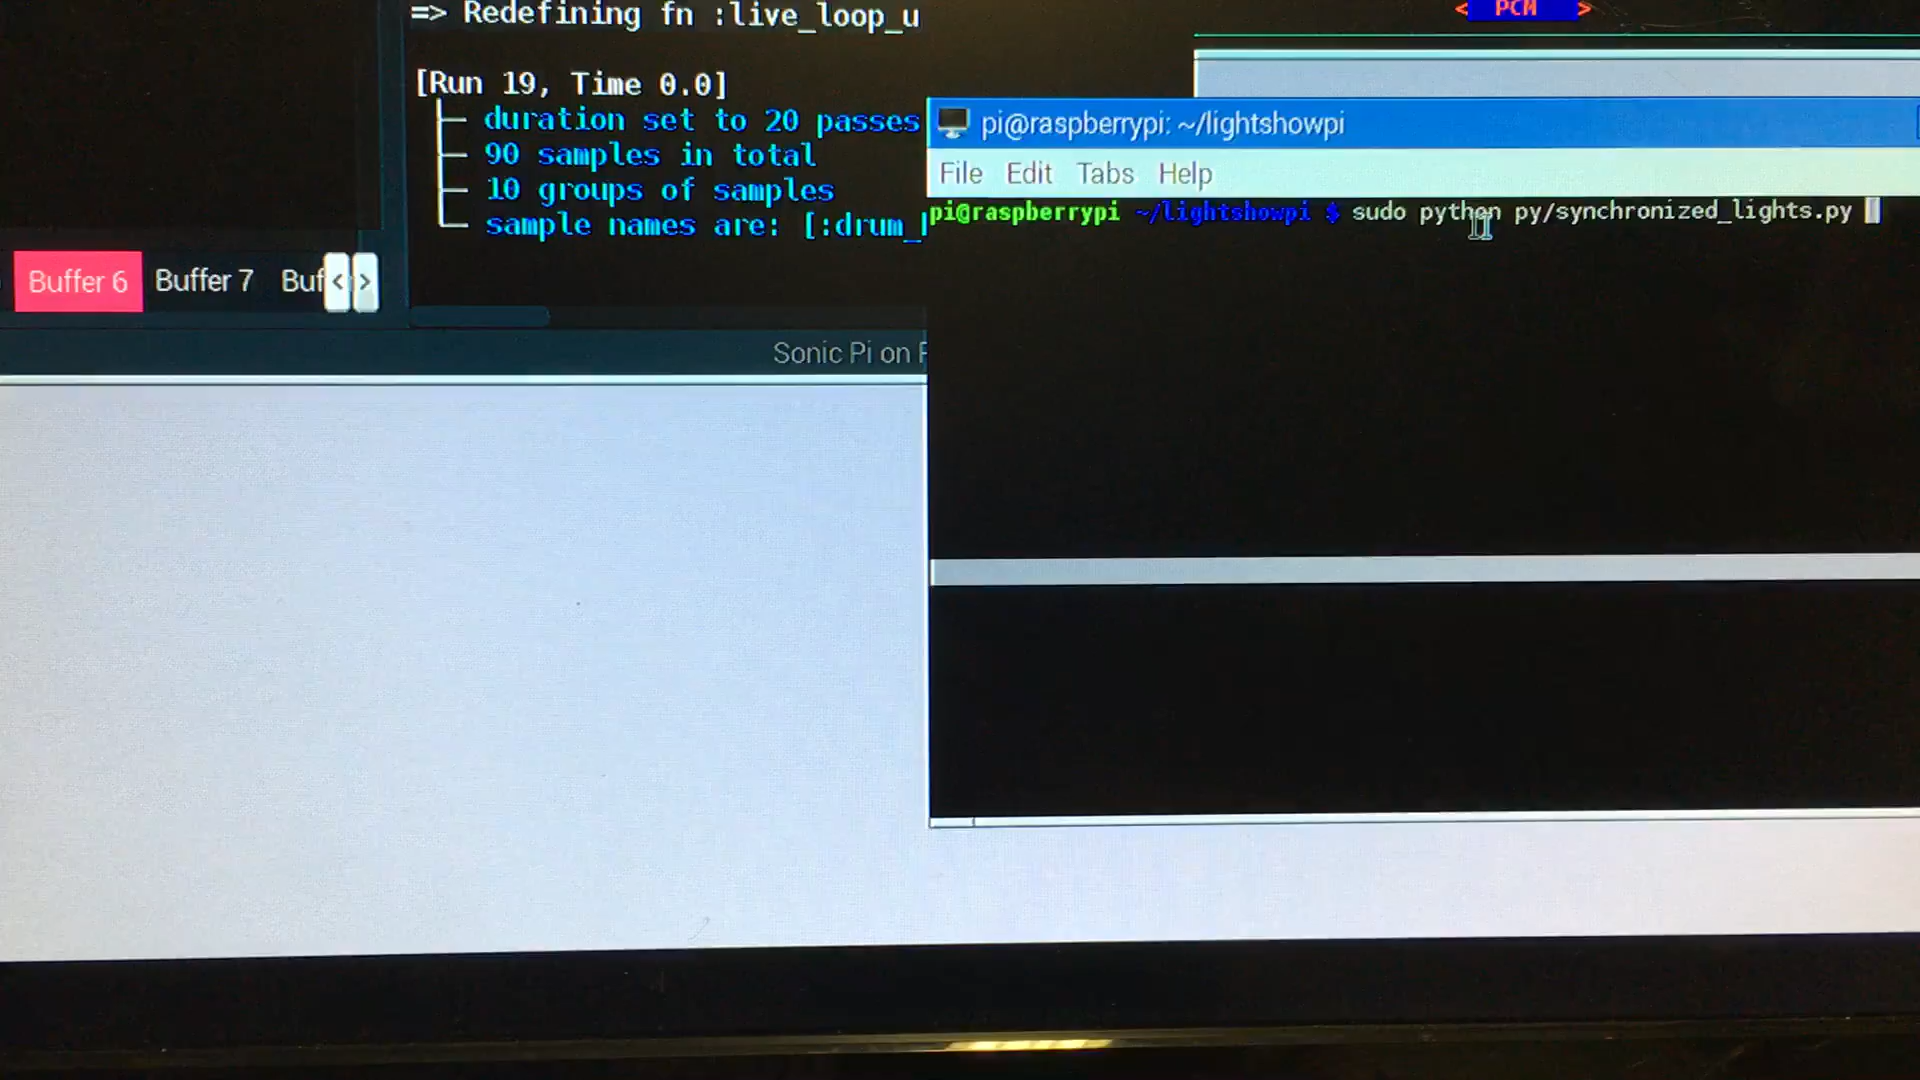 => Redefining fn :live_loop_u
[Run 19, Time 0.0]
duration set to 20 passes
90 samples in total
10 groups of samples
sample names are: [:drum_
Buffer 6 Buffer 7 Buf < >
Sonic Pi on
< PCM >
pi@raspberrypi: ~/lightshowpi
File Edit Tabs Help
pi@raspberrypi ~/lightshowpi $ sudo python py/synchronized_lights.py